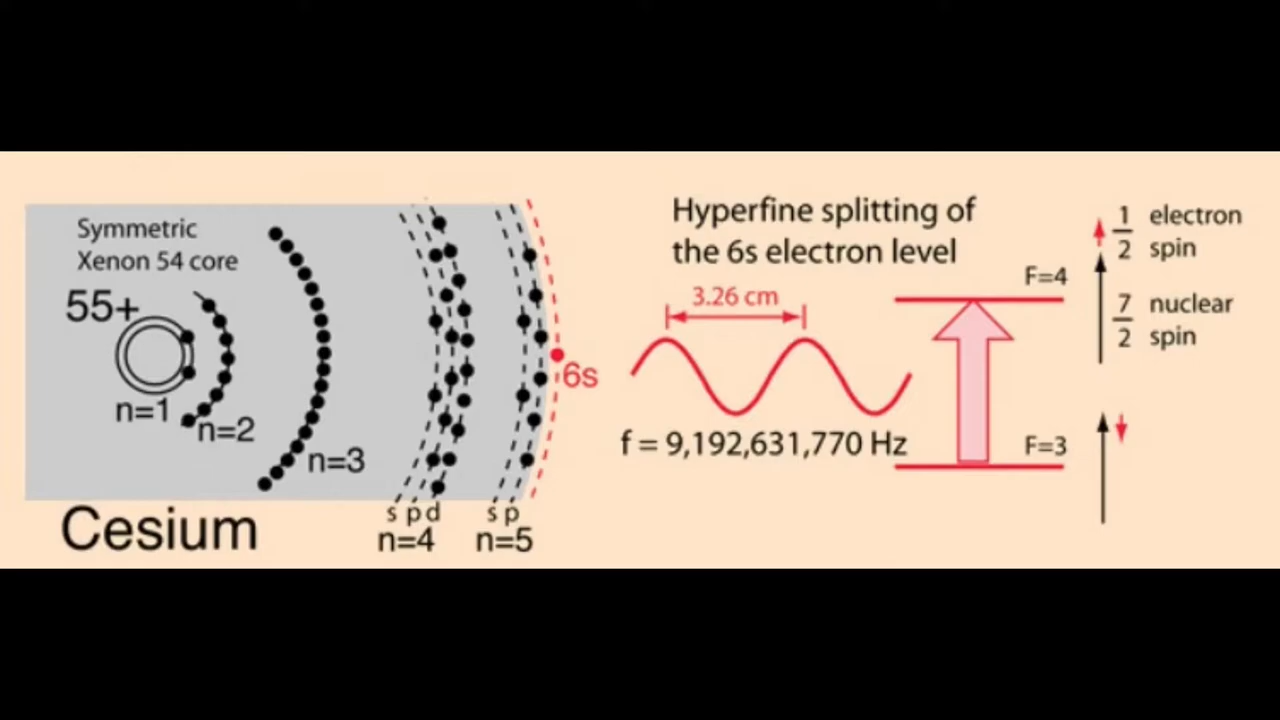 Symmetric
Xenon 54 core
55+
n=1
n=2
n=3
s p d
n=4
s p
n=5
6s
Cesium
Hyperfine splitting of
the 6s electron level
3.26 cm
f = 9,192,631,770 Hz
F=4
F=3
1/2 electron
spin
7/2 nuclear
spin